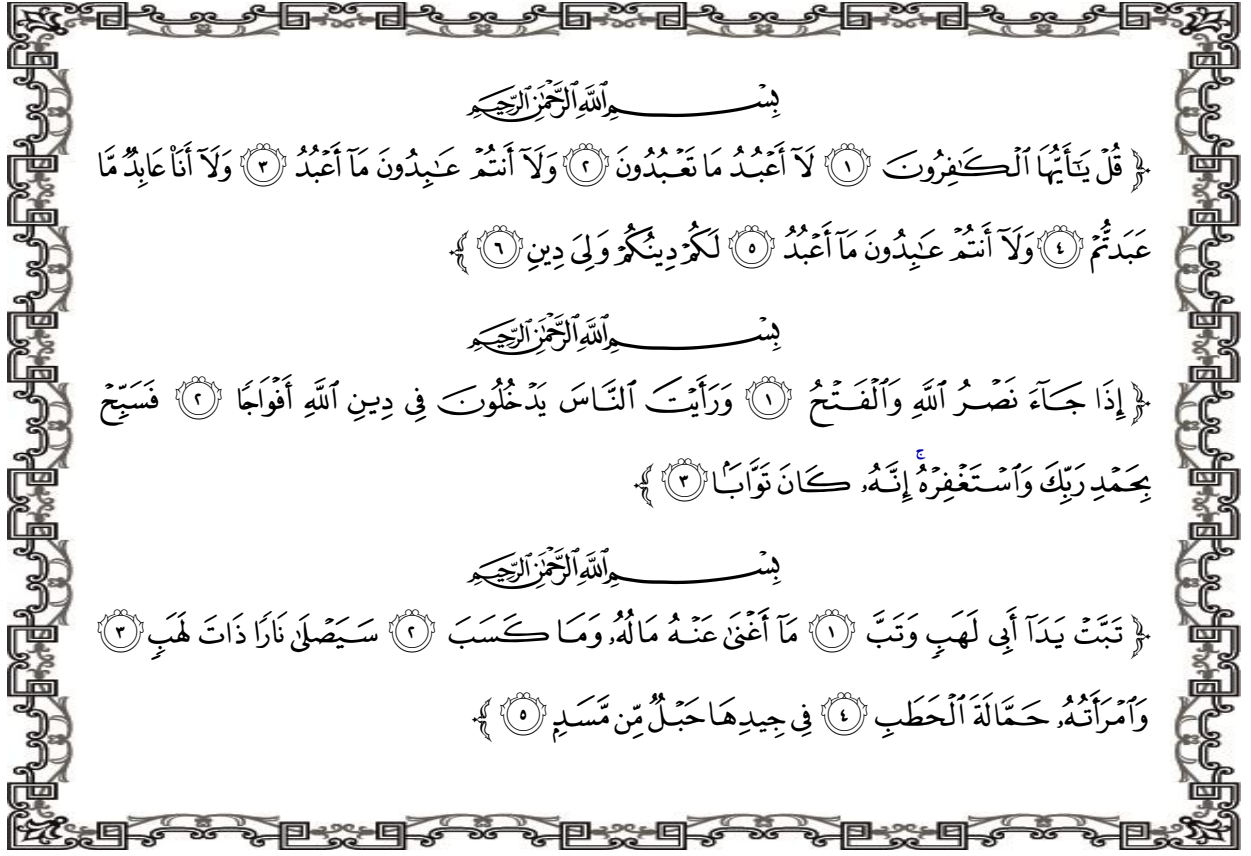 بِسْمِ ٱللَّهِ ٱلرَّحْمَٰنِ ٱلرَّحِيمِ
﴿ قُلْ يَٰٓأَيُّهَا ٱلْكَٰفِرُونَ ١ لَآ أَعْبُدُ مَا تَعْبُدُونَ ٢ وَلَآ أَنتُمْ عَٰبِدُونَ مَآ أَعْبُدُ ٣ وَلَآ أَنَا۠ عَابِدٌ مَّا
عَبَدتُّمْ ٤ وَلَآ أَنتُمْ عَٰبِدُونَ مَآ أَعْبُدُ ٥ لَكُمْ دِينُكُمْ وَلِىَ دِينِ ٦ ﴾
بِسْمِ ٱللَّهِ ٱلرَّحْمَٰنِ ٱلرَّحِيمِ
﴿ إِذَا جَآءَ نَصْرُ ٱللَّهِ وَٱلْفَتْحُ ١ وَرَأَيْتَ ٱلنَّاسَ يَدْخُلُونَ فِى دِينِ ٱللَّهِ أَفْوَاجًا ٢ فَسَبِّحْ
بِحَمْدِ رَبِّكَ وَٱسْتَغْفِرْهُ ۚ إِنَّهُۥ كَانَ تَوَّابًۢا ٣ ﴾
بِسْمِ ٱللَّهِ ٱلرَّحْمَٰنِ ٱلرَّحِيمِ
﴿ تَبَّتْ يَدَآ أَبِى لَهَبٍ وَتَبَّ ١ مَآ أَغْنَىٰ عَنْهُ مَالُهُۥ وَمَا كَسَبَ ٢ سَيَصْلَىٰ نَارًا ذَاتَ لَهَبٍ ٣
وَٱمْرَأَتُهُۥ حَمَّالَةَ ٱلْحَطَبِ ٤ فِى جِيدِهَا حَبْلٌ مِّن مَّسَدٍۭ ٥ ﴾